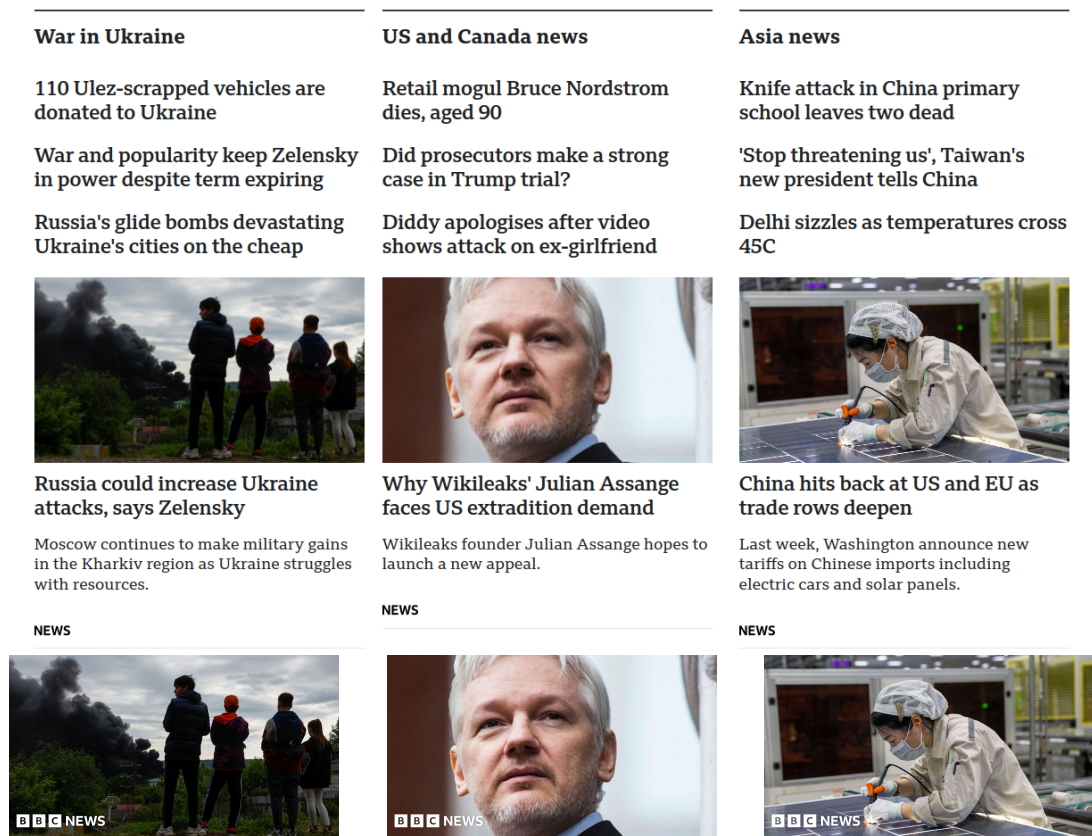 War in Ukraine
110 Ulez-scrapped vehicles are
donated to Ukraine
War and popularity keep Zelensky
in power despite term expiring
Russia's glide bombs devastating
Ukraine's cities on the cheap
Russia could increase Ukraine
attacks, says Zelensky
Moscow continues to make military gains
in the Kharkiv region as Ukraine struggles
with resources.
NEWS
BBC NEWS
US and Canada news
Retail mogul Bruce Nordstrom
dies, aged 90
Did prosecutors make a strong
case in Trump trial?
Diddy apologises after video
shows attack on ex-girlfriend
Why Wikileaks' Julian Assange
faces US extradition demand
Wikileaks founder Julian Assange hopes to
launch a new appeal.
NEWS
BBC NEWS
Asia news
Knife attack in China primary
school leaves two dead
'Stop threatening us', Taiwan's
new president tells China
Delhi sizzles as temperatures cross
45C
China hits back at US and EU as
trade rows deepen
Last week, Washington announce new
tariffs on Chinese imports including
electric cars and solar panels.
NEWS
BBC NEWS